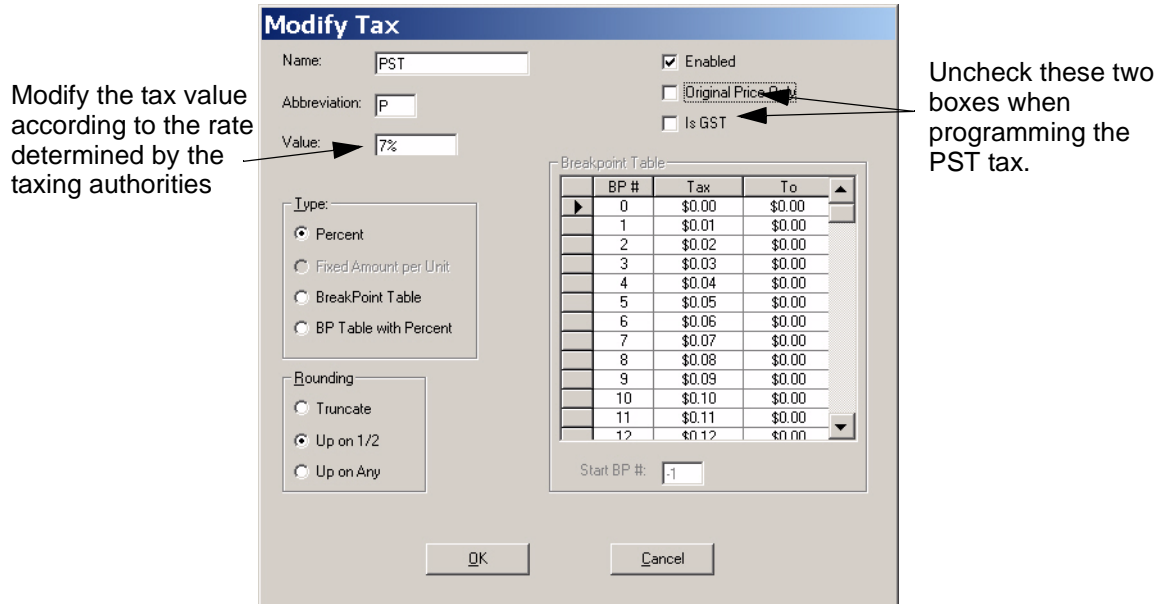 Modify Tax
Name:
PST
Enabled
Abbreviation:
P
Original Price Only
Value:
7%
Is GST
Modify the tax value
according to the rate
determined by the
taxing authorities
Uncheck these two
boxes when
programming the
PST tax.
Type:
Percent
Fixed Amount per Unit
BreakPoint Table
BP Table with Percent
Rounding
Truncate
Up on 1/2
Up on Any
Breakpoint Table
BP # Tax To
0 $0.00 $0.00
1 $0.01 $0.00
2 $0.02 $0.00
3 $0.03 $0.00
4 $0.04 $0.00
5 $0.05 $0.00
6 $0.06 $0.00
7 $0.07 $0.00
8 $0.08 $0.00
9 $0.09 $0.00
10 $0.10 $0.00
11 $0.11 $0.00
12 $0.12 $0.00
Start BP #:
-1
OK
Cancel